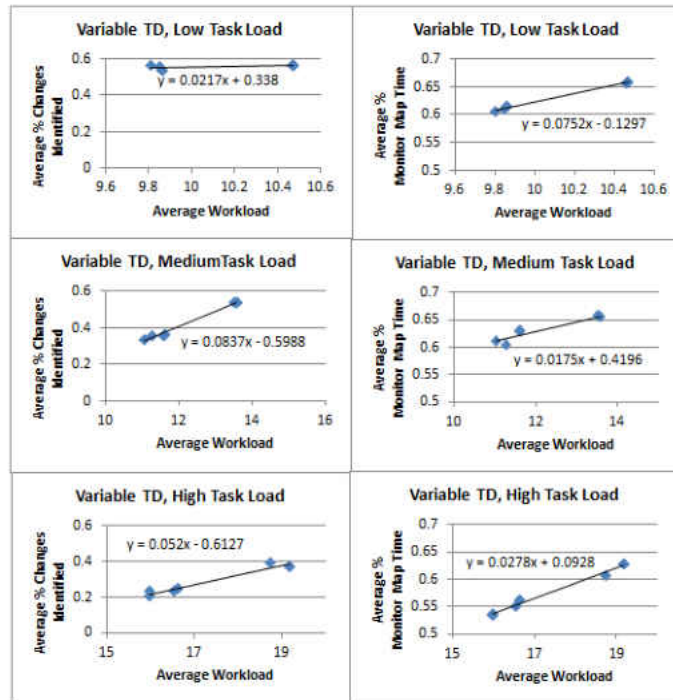 Variable TD, Low Task Load
Average % Changes
Identified
0.6
0.4
0.2
0
y = 0.0217x + 0.338
9.6 9.8 10 10.2 10.4 10.6
Average Workload
Variable TD, Low Task Load
Average %
Monitor Map Time
0.7
0.65
0.6
0.55
0.5
y = 0.0752x - 0.1297
9.6 9.8 10 10.2 10.4 10.6
Average Workload
Variable TD, MediumTask Load
Average % Changes
Identified
0.6
0.4
0.2
0
y = 0.0837x - 0.5988
10 12 14 16
Average Workload
Variable TD, Medium Task Load
Average %
Monitor Map Time
0.7
0.65
0.6
0.55
0.5
y = 0.0175x + 0.4196
10 12 14
Average Workload
Variable TD, High Task Load
Average % Changes
Identified
0.6
0.4
0.2
0
y = 0.052x - 0.6127
15 17 19
Average Workload
Variable TD, High Task Load
Average %
Monitor Map Time
0.7
0.65
0.6
0.55
0.5
y = 0.0278x + 0.0928
15 17 19
Average Workload